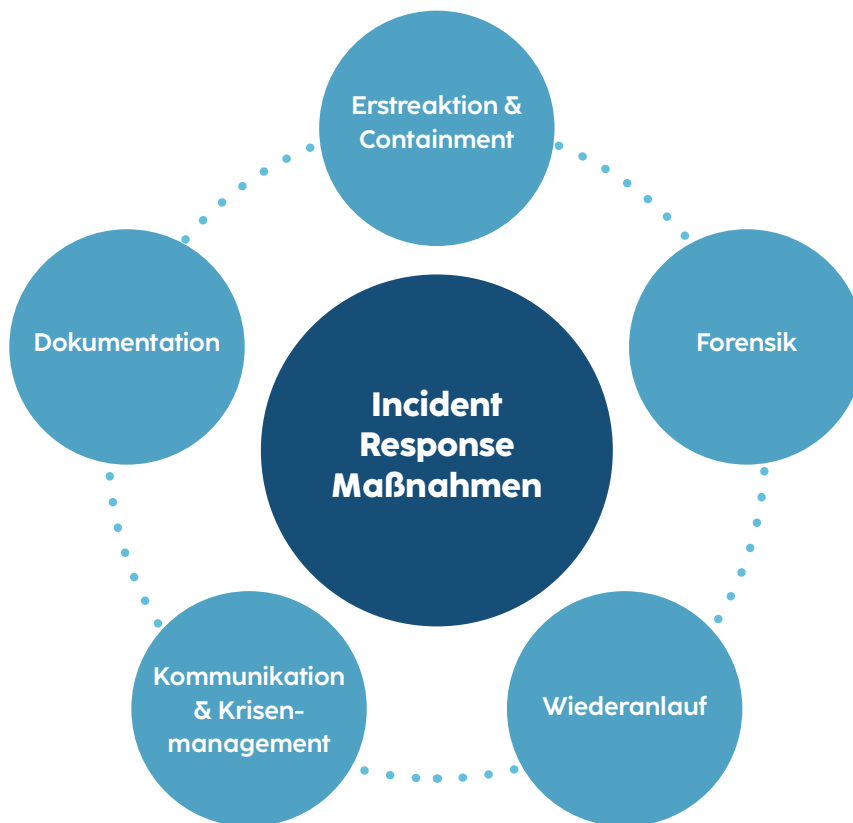 Erstreaktion &
Containment
Forensik
Wiederanlauf
Kommunikation
& Krisen-
management
Dokumentation
Incident
Response
Maßnahmen